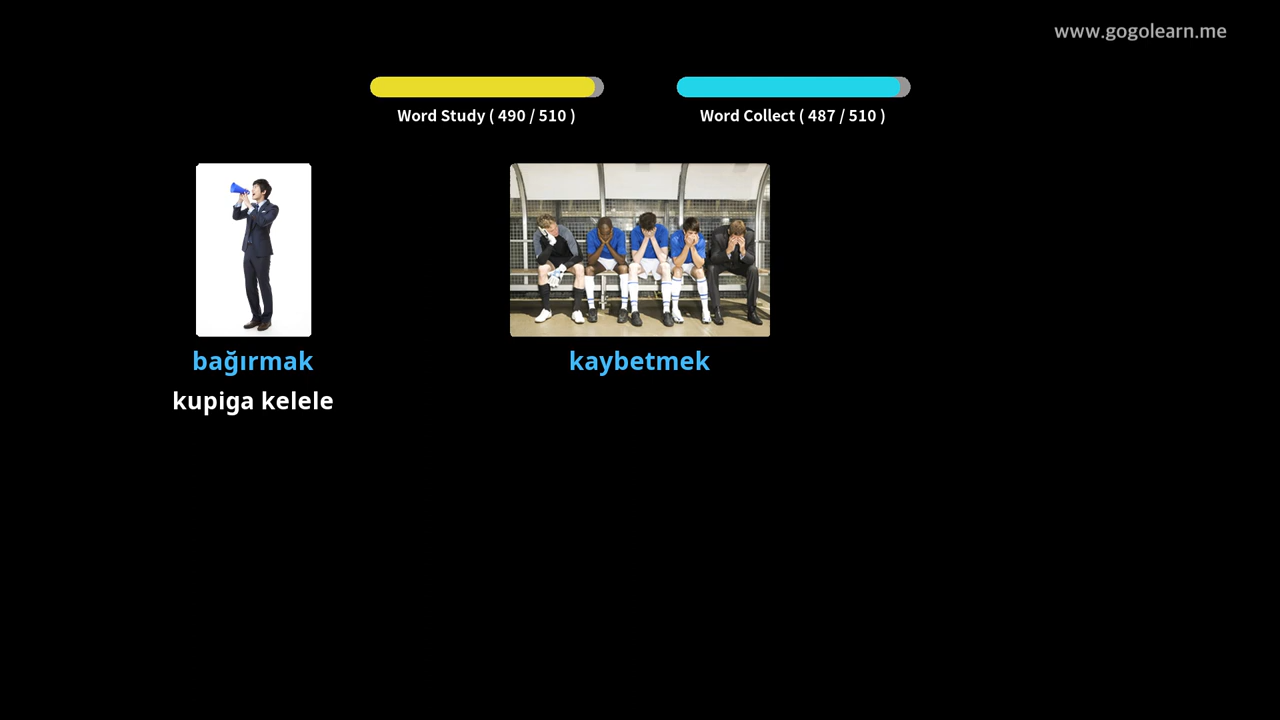 www.gogolearn.me
Word Study ( 490 / 510 )
Word Collect ( 487 / 510 )
bağırmak
kaybetmek
kupiga kelele